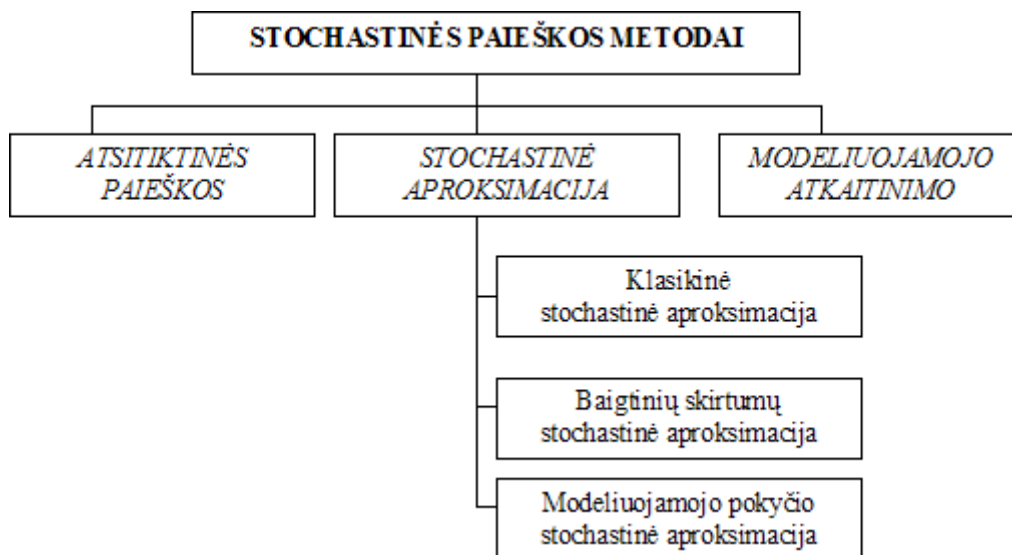 STOCHASTINĖS PAIEŠKOS METODAI
ATSITIKTINĖS
PAIEŠKOS
STOCHASTINĖ
APROKSIMACIJA
MODELIUOJAMOJO
ATKAITINIMO
Klasikinė
stochastinė aproksimacija
Baigtinių skirtumų
stochastinė aproksimacija
Modeliuojamojo pokyčio
stochastinė aproksimacija